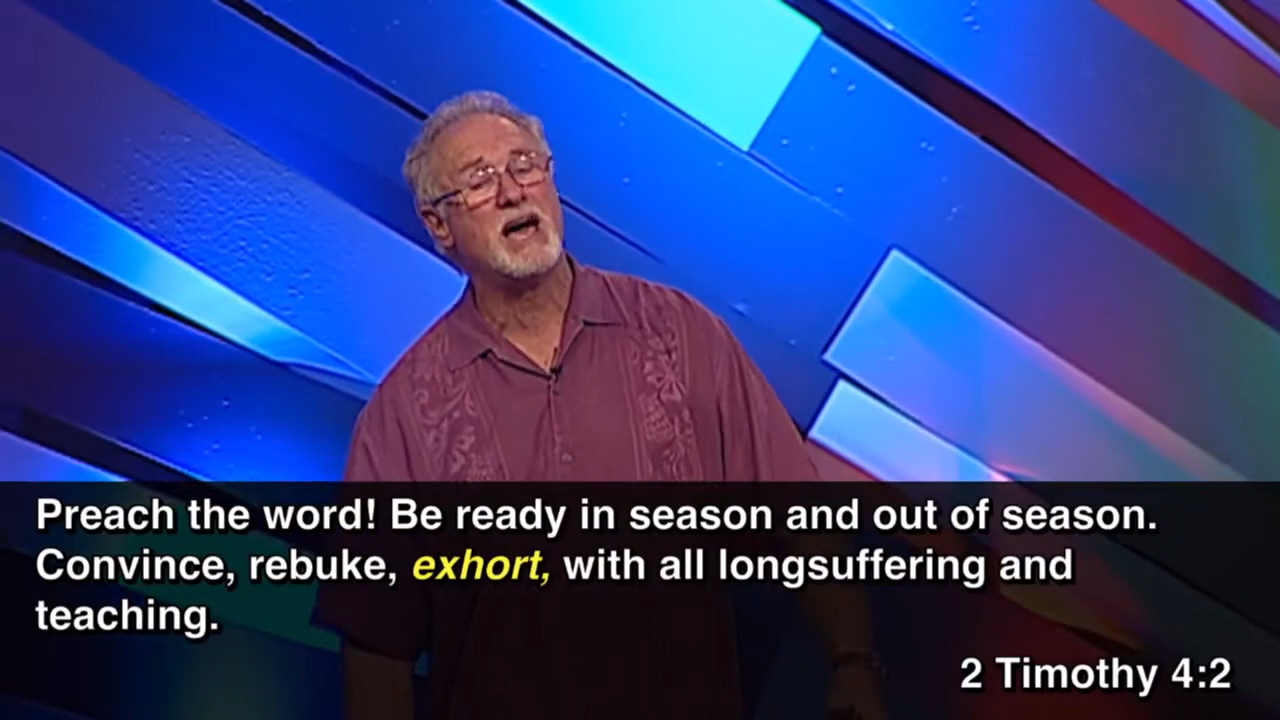 Preach the word! Be ready in season and out of season.
Convince, rebuke, exhort, with all longsuffering and
teaching.
2 Timothy 4:2